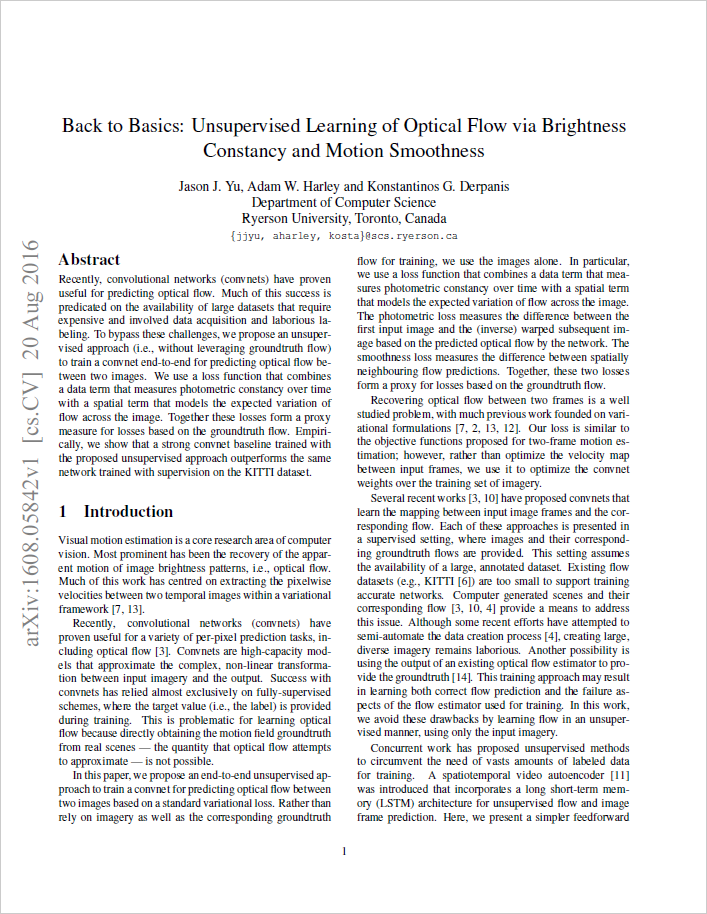 Back to Basics: Unsupervised Learning of Optical Flow via Brightness
Constancy and Motion Smoothness
Jason J. Yu, Adam W. Harley and Konstantinos G. Derpanis
Department of Computer Science
Ryerson University, Toronto, Canada
{jjyu, aharley, kosta}@scs.ryerson.ca
arXiv:1608.05842v1 [cs.CV] 20 Aug 2016
Abstract
Recently, convolutional networks (convnets) have proven
useful for predicting optical flow. Much of this success is
predicated on the availability of large datasets that require
expensive and involved data acquisition and laborious la-
beling. To bypass these challenges, we propose an unsuper-
vised approach (i.e., without leveraging groundtruth flow)
to train a convnet end-to-end for predicting optical flow be-
tween two images. We use a loss function that combines
a data term that measures photometric constancy over time
with a spatial term that models the expected variation of
flow across the image. Together these losses form a proxy
measure for losses based on the groundtruth flow. Empiri-
cally, we show that a strong convnet baseline trained with
the proposed unsupervised approach outperforms the same
network trained with supervision on the KITTI dataset.
1 Introduction
Visual motion estimation is a core research area of computer
vision. Most prominent has been the recovery of the appar-
ent motion of image brightness patterns, i.e., optical flow.
Much of this work has centred on extracting the pixelwise
velocities between two temporal images within a variational
framework [7, 13].
Recently, convolutional networks (convnets) have
proven useful for a variety of per-pixel prediction tasks, in-
cluding optical flow [3]. Convnets are high-capacity mod-
els that approximate the complex, non-linear transforma-
tion between input imagery and the output. Success with
convnets has relied almost exclusively on fully-supervised
schemes, where the target value (i.e., the label) is provided
during training. This is problematic for learning optical
flow because directly obtaining the motion field groundtruth
from real scenes — the quantity that optical flow attempts
to approximate — is not possible.
In this paper, we propose an end-to-end unsupervised ap-
proach to train a convnet for predicting optical flow between
two images based on a standard variational loss. Rather than
rely on imagery as well as the corresponding groundtruth
flow for training, we use the images alone. In particular,
we use a loss function that combines a data term that mea-
sures photometric constancy over time with a spatial term
that models the expected variation of flow across the image.
The photometric loss measures the difference between the
first input image and the (inverse) warped subsequent im-
age based on the predicted optical flow by the network. The
smoothness loss measures the difference between spatially
neighbouring flow predictions. Together, these two losses
form a proxy for losses based on the groundtruth flow.
Recovering optical flow between two frames is a well
studied problem, with much previous work founded on vari-
ational formulations [7, 2, 13, 12]. Our loss is similar to
the objective functions proposed for two-frame motion es-
timation; however, rather than optimize the velocity map
between input frames, we use it to optimize the convnet
weights over the training set of imagery.
Several recent works [3, 10] have proposed convnets that
learn the mapping between input image frames and the cor-
responding flow. Each of these approaches is presented in
a supervised setting, where images and their correspond-
ing groundtruth flows are provided. This setting assumes
the availability of a large, annotated dataset. Existing flow
datasets (e.g., KITTI [6]) are too small to support training
accurate networks. Computer generated scenes and their
corresponding flow [3, 10, 4] provide a means to address
this issue. Although some recent efforts have attempted to
semi-automate the data creation process [4], creating large,
diverse imagery remains laborious. Another possibility is
using the output of an existing optical flow estimator to pro-
vide the groundtruth [14]. This training approach may result
in learning both correct flow prediction and the failure as-
pects of the flow estimator used for training. In this work,
we avoid these drawbacks by learning flow in an unsuper-
vised manner, using only the input imagery.
Concurrent work has proposed unsupervised methods
to circumvent the need of vasts amounts of labeled data
for training. A spatiotemporal video autoencoder [11]
was introduced that incorporates a long short-term mem-
ory (LSTM) architecture for unsupervised flow and image
frame prediction. Here, we present a simpler feedforward
1